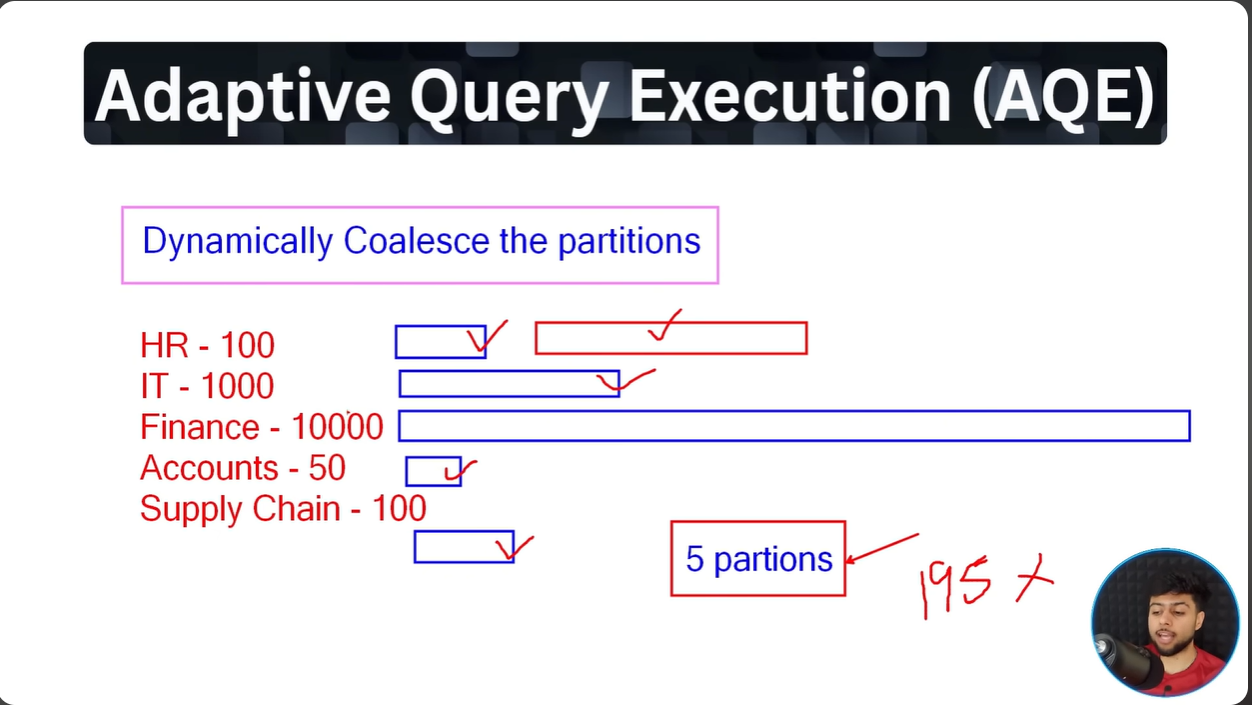 Adaptive Query Execution (AQE)
Dynamically Coalesce the partitions
HR - 100
IT - 1000
Finance - 10000
Accounts - 50
Supply Chain - 100
5 partions
195 ×